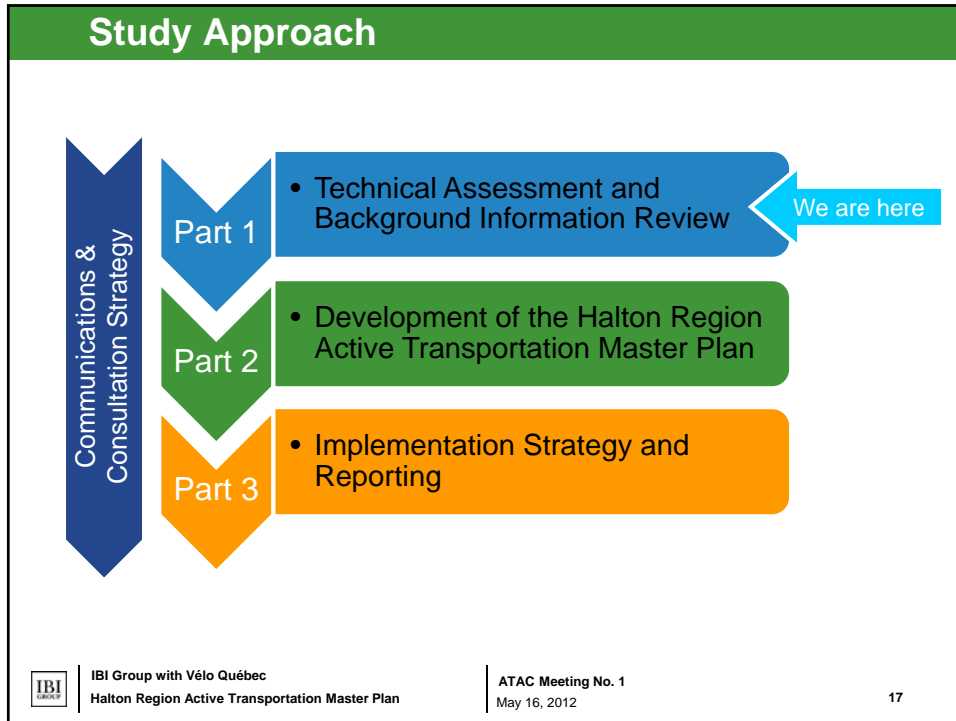 Study Approach
Communications &
Consultation Strategy
Part 1
• Technical Assessment and
Background Information Review
We are here
Part 2
• Development of the Halton Region
Active Transportation Master Plan
Part 3
• Implementation Strategy and
Reporting
IBI
GROUP
IBI Group with Vélo Québec
Halton Region Active Transportation Master Plan
ATAC Meeting No. 1
May 16, 2012
17